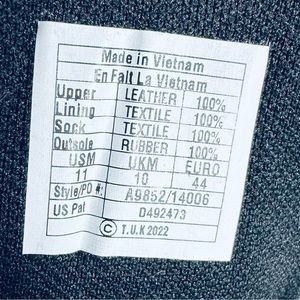 Made in Vietnam
En Fait La Vietnam
Upper LEATHER 100%
Lining TEXTILE 100%
Sock TEXTILE 100%
Outsole RUBBER 100%
USM UKM EURO
11 10 44
Style/PO #: A9852/14006
US Pat D492473
© T.U.K 2022